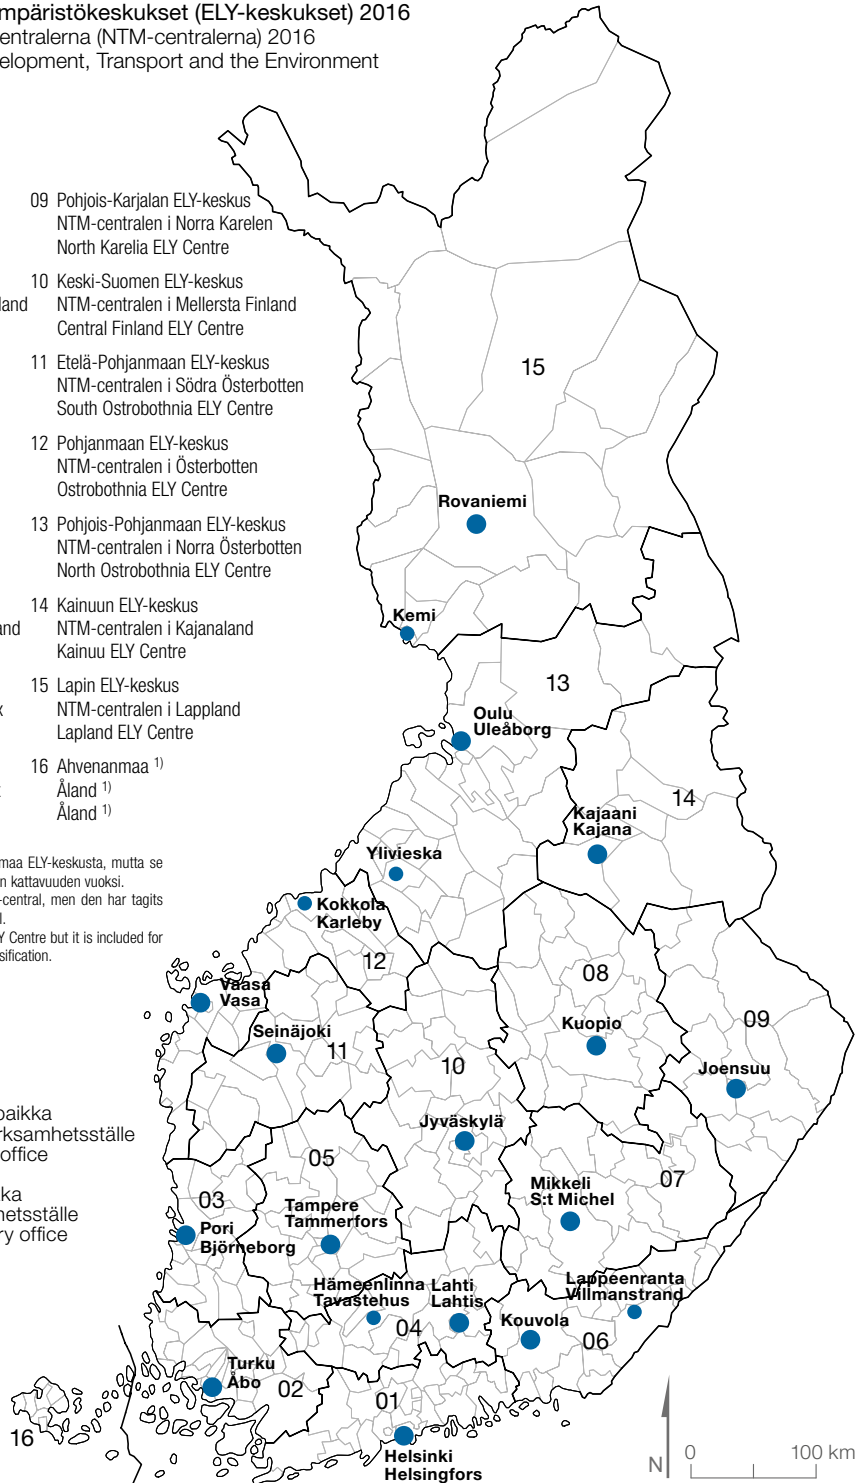 mpäristökeskukset (ELY-keskukset) 2016
entralerna (NTM-centralerna) 2016
elopment, Transport and the Environment
09 Pohjois-Karjalan ELY-keskus
NTM-centralen i Norra Karelen
North Karelia ELY Centre
10 Keski-Suomen ELY-keskus
land NTM-centralen i Mellersta Finland
Central Finland ELY Centre
11 Etelä-Pohjanmaan ELY-keskus
NTM-centralen i Södra Österbotten
South Ostrobothnia ELY Centre
12 Pohjanmaan ELY-keskus
NTM-centralen i Österbotten
Ostrobothnia ELY Centre
13 Pohjois-Pohjanmaan ELY-keskus
NTM-centralen i Norra Österbotten
North Ostrobothnia ELY Centre
14 Kainuun ELY-keskus
and NTM-centralen i Kajanaland
Kainuu ELY Centre
15 Lapin ELY-keskus
NTM-centralen i Lappland
Lapland ELY Centre
16 Ahvenanmaa 1)
Åland 1)
Åland 1)
maa ELY-keskusta, mutta se
n kattavuuden vuoksi.
-central, men den har tagits
l.
Y Centre but it is included for
sification.
paikka
rksamhetsställe
office
ka
hetsställe
ry office
15
Rovaniemi
Kemi
13
Oulu
Uleåborg
14
Kajaani
Kajana
Ylivieska
Kokkola
Karleby
12
08
Vaasa
Vasa
Seinäjoki
11
Kuopio
09
10
Joensuu
Jyväskylä
05
07
03
Mikkeli
S:t Michel
Tampere
Tammerfors
Pori
Björneborg
Hämeenlinna
Tavastehus
Lahti
Lahtis
Lappeenranta
Villmanstrand
04
Kouvola
06
Turku
Åbo
02
01
16
Helsinki
Helsingfors
N
0 100 km